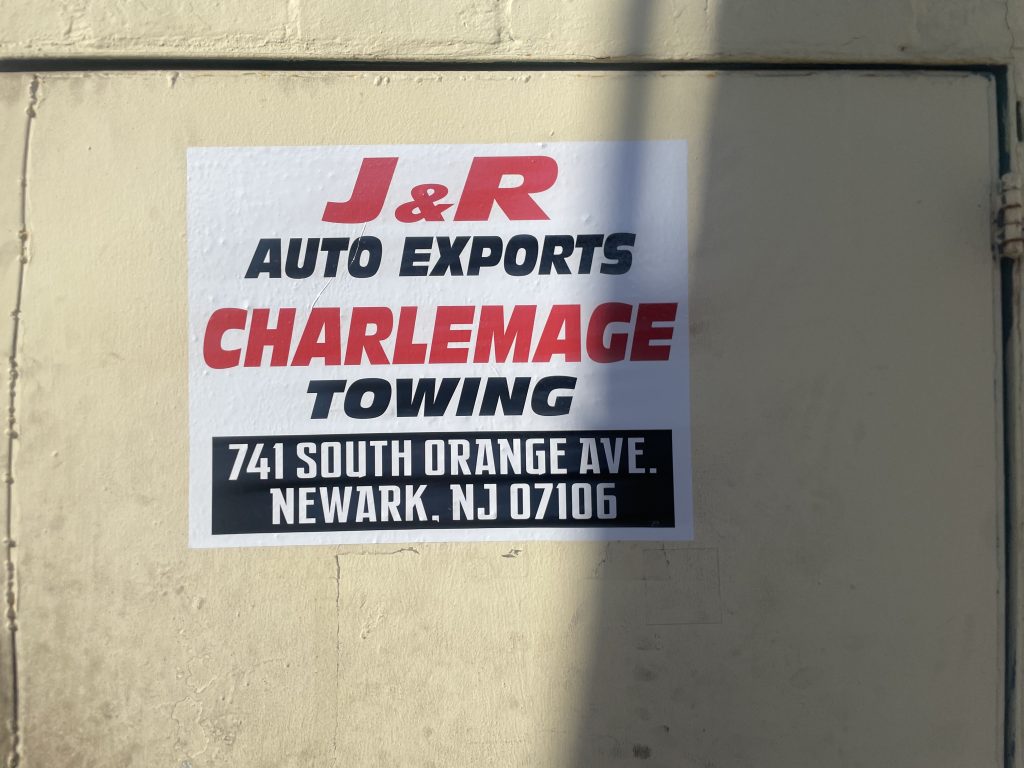 J & R
AUTO EXPORTS
CHARLEMAGE
TOWING
741 SOUTH ORANGE AVE.
NEWARK. NJ 07106